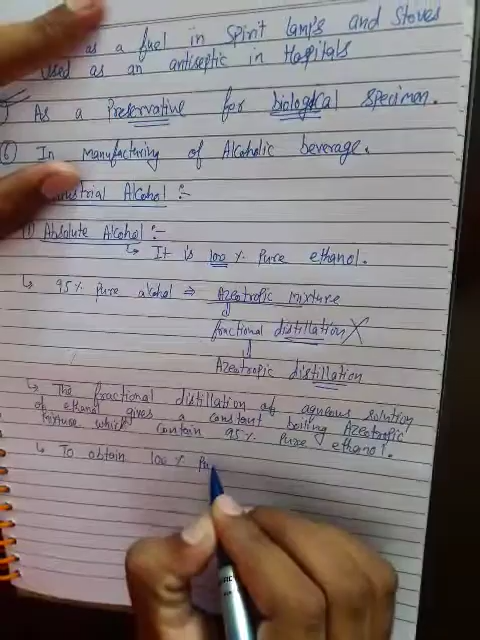 as a fuel in Spirit lamps and Stoves
Used as an antiseptic in Hospitals
As a Preservative for biological specimen.
6 In manufacturing of Alcoholic beverage.
Industrial Alcohol :-
(1) Absolute Alcohol :-
↳ It is 100 % Pure ethanol.
↳ 95% Pure alcohol ⇒ Azeotropic mixture
⇓
fractional distillation X
⇓
Azeotropic distillation
↳ The fractional distillation of aqueous solution
of ethanol gives a constant boiling Azeotropic
Mixture which contain 95% Pure ethanol.
↳ To obtain 100 % Pu